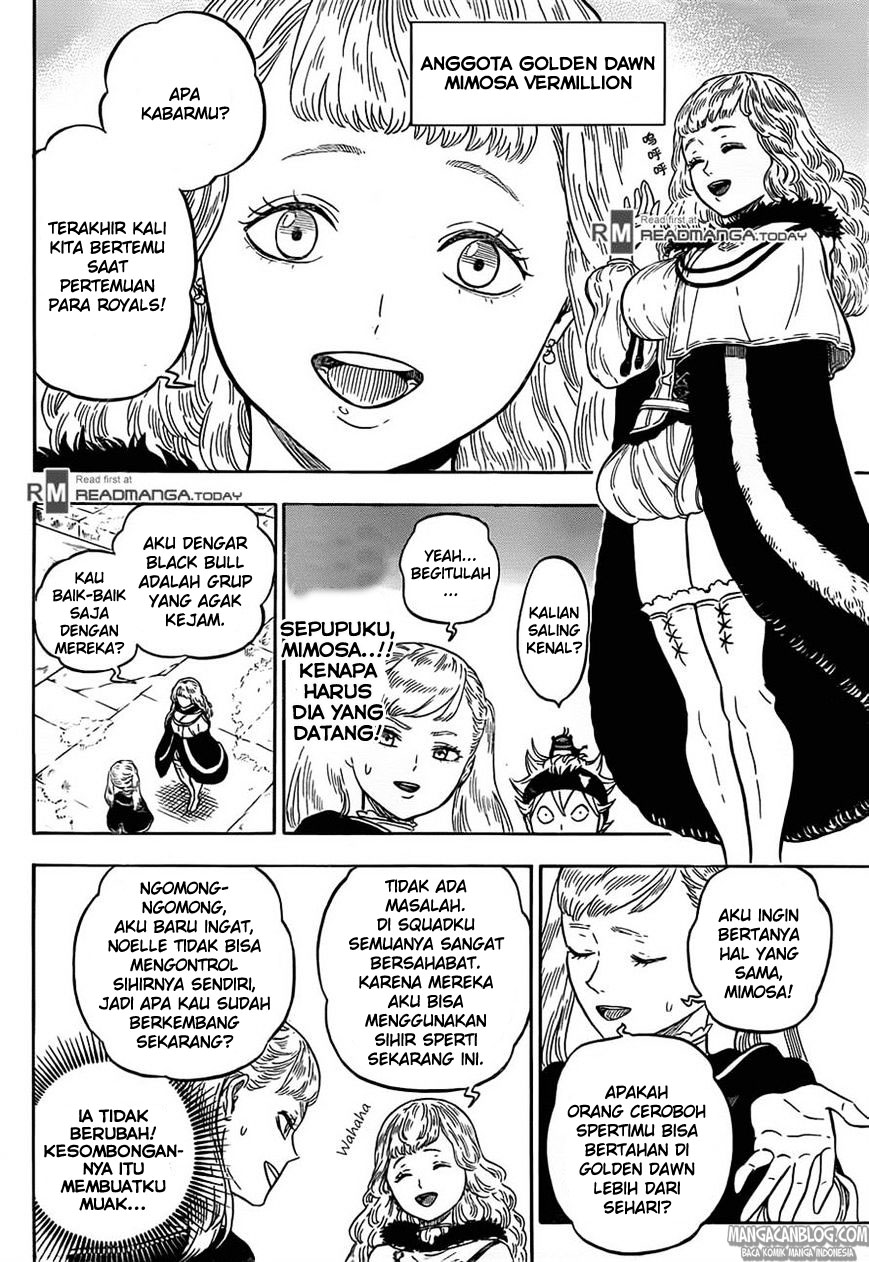 ANGGOTA GOLDEN DAWN
MIMOSA VERMILLION
嗚呼呼
APA
KABARMU?
TERAKHIR KALI
KITA BERTEMU
SAAT
PERTEMUAN
PARA ROYALS!
Read first at
RM READMANGA.TODAY
Read first at
RM READMANGA.TODAY
KALIAN
SALING
KENAL?
YEAH...
BEGITULAH
...
SEPUPUKU,
MIMOSA..!!
KENAPA
HARUS
DIA YANG
DATANG!
AKU DENGAR
BLACK BULL
ADALAH GRUP
YANG AGAK
KEJAM.
KAU
BAIK-BAIK
SAJA
DENGAN
MEREKA?
AKU INGIN
BERTANYA
HAL YANG
SAMA,
MIMOSA!
APAKAH
ORANG CEROBOH
SPERTIMU BISA
BERTAHAN DI
GOLDEN DAWN
LEBIH DARI
SEHARI?
TIDAK ADA
MASALAH.
DI SQUADKU
SEMUANYA SANGAT
BERSAHABAT.
KARENA MEREKA
AKU BISA
MENGGUNAKAN
SIHIR SPERTI
SEKARANG INI.
Wahaha
NGOMONG-
NGOMONG,
AKU BARU INGAT,
NOELLE TIDAK BISA
MENGONTROL
SIHIRNYA SENDIRI,
JADI APA KAU SUDAH
BERKEMBANG
SEKARANG?
IA TIDAK
BERUBAH!
KESOMBONGAN-
NYA ITU
MEMBUATKU
MUAK...
MANGACANBLOG.COM
BACA KOMIK MANGA INDONESIA